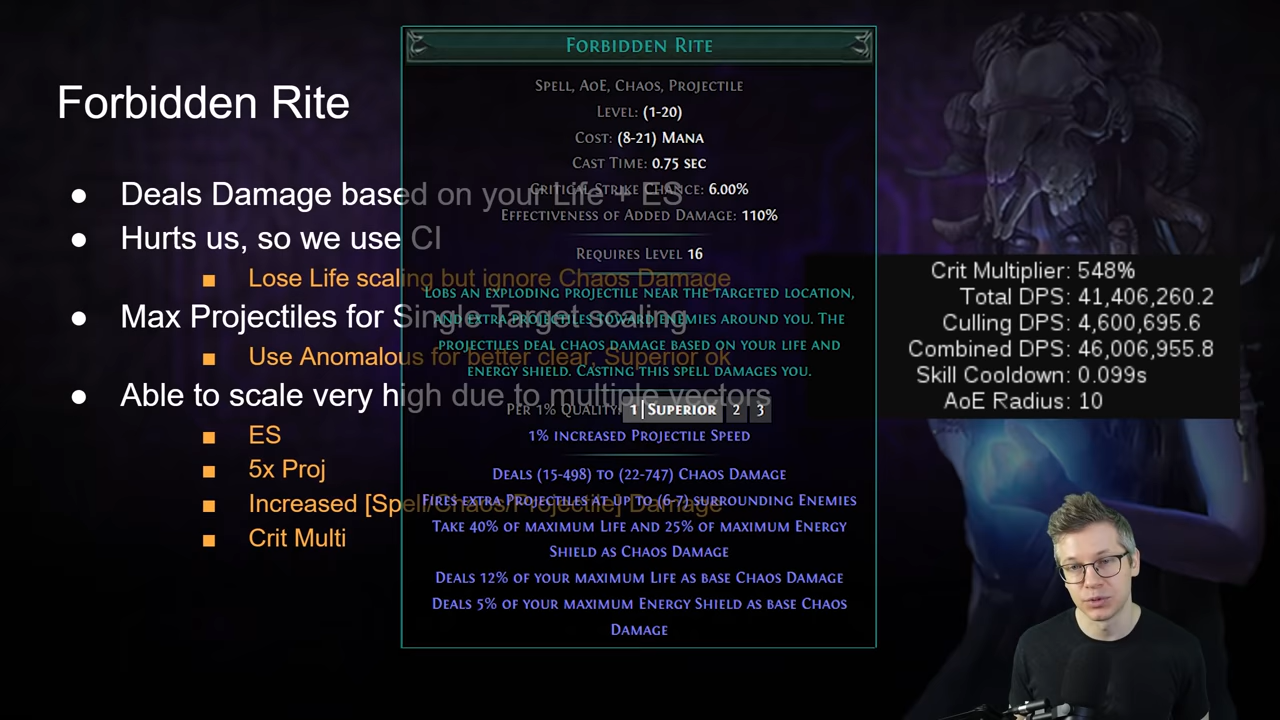 Forbidden Rite
● Deals Damage based on your Life + ES
● Hurts us, so we use CI
■ Lose Life scaling but ignore Chaos Damage
● Max Projectiles for Single Target scaling
■ Use Anomalous for better clear, Superior ok
● Able to scale very high due to multiple vectors
■ ES
■ 5x Proj
■ Increased [Spell/Chaos/Projectile] Damage
■ Crit Multi
FORBIDDEN RITE
SPELL, AOE, CHAOS, PROJECTILE
LEVEL: (1-20)
COST: (8-21) MANA
CAST TIME: 0.75 SEC
CRITICAL STRIKE CHANCE: 6.00%
EFFECTIVENESS OF ADDED DAMAGE: 110%
REQUIRES LEVEL 16
LOBS AN EXPLODING PROJECTILE NEAR THE TARGETED LOCATION,
AND EXTRA PROJECTILES TOWARD ENEMIES AROUND YOU. THE
PROJECTILES DEAL CHAOS DAMAGE BASED ON YOUR LIFE AND
ENERGY SHIELD. CASTING THIS SPELL DAMAGES YOU.
PER 1% QUALITY: 1 | SUPERIOR 2 3
1% INCREASED PROJECTILE SPEED
DEALS (15-498) TO (22-747) CHAOS DAMAGE
FIRES EXTRA PROJECTILES AT UP TO (6-7) SURROUNDING ENEMIES
TAKE 40% OF MAXIMUM LIFE AND 25% OF MAXIMUM ENERGY
SHIELD AS CHAOS DAMAGE
DEALS 12% OF YOUR MAXIMUM LIFE AS BASE CHAOS DAMAGE
DEALS 5% OF YOUR MAXIMUM ENERGY SHIELD AS BASE CHAOS
DAMAGE
Crit Multiplier: 548%
Total DPS: 41,406,260.2
Culling DPS: 4,600,695.6
Combined DPS: 46,006,955.8
Skill Cooldown: 0.099s
AoE Radius: 10